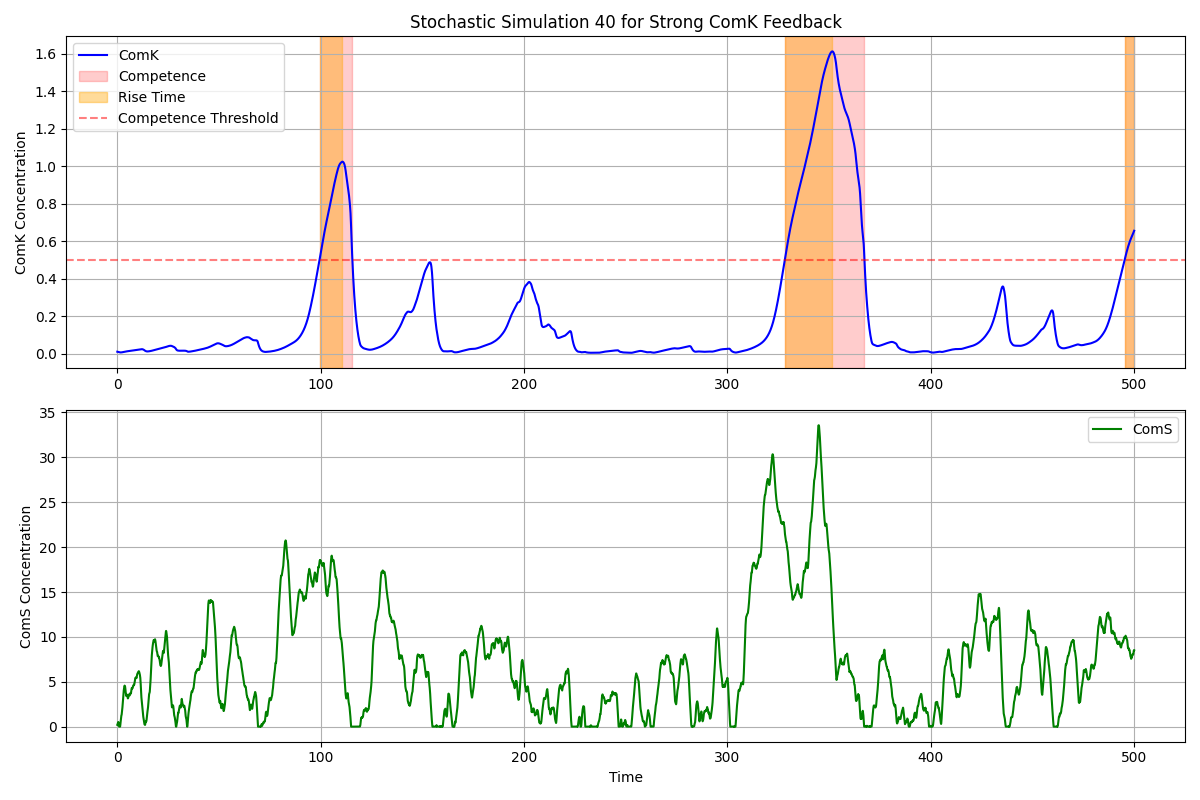 Stochastic Simulation 40 for Strong ComK Feedback
ComK
Competence
Rise Time
Competence Threshold
ComK Concentration
1.6
1.4
1.2
1.0
0.8
0.6
0.4
0.2
0.0
0 100 200 300 400 500
ComS
ComS Concentration
35
30
25
20
15
10
5
0
0 100 200 300 400 500
Time